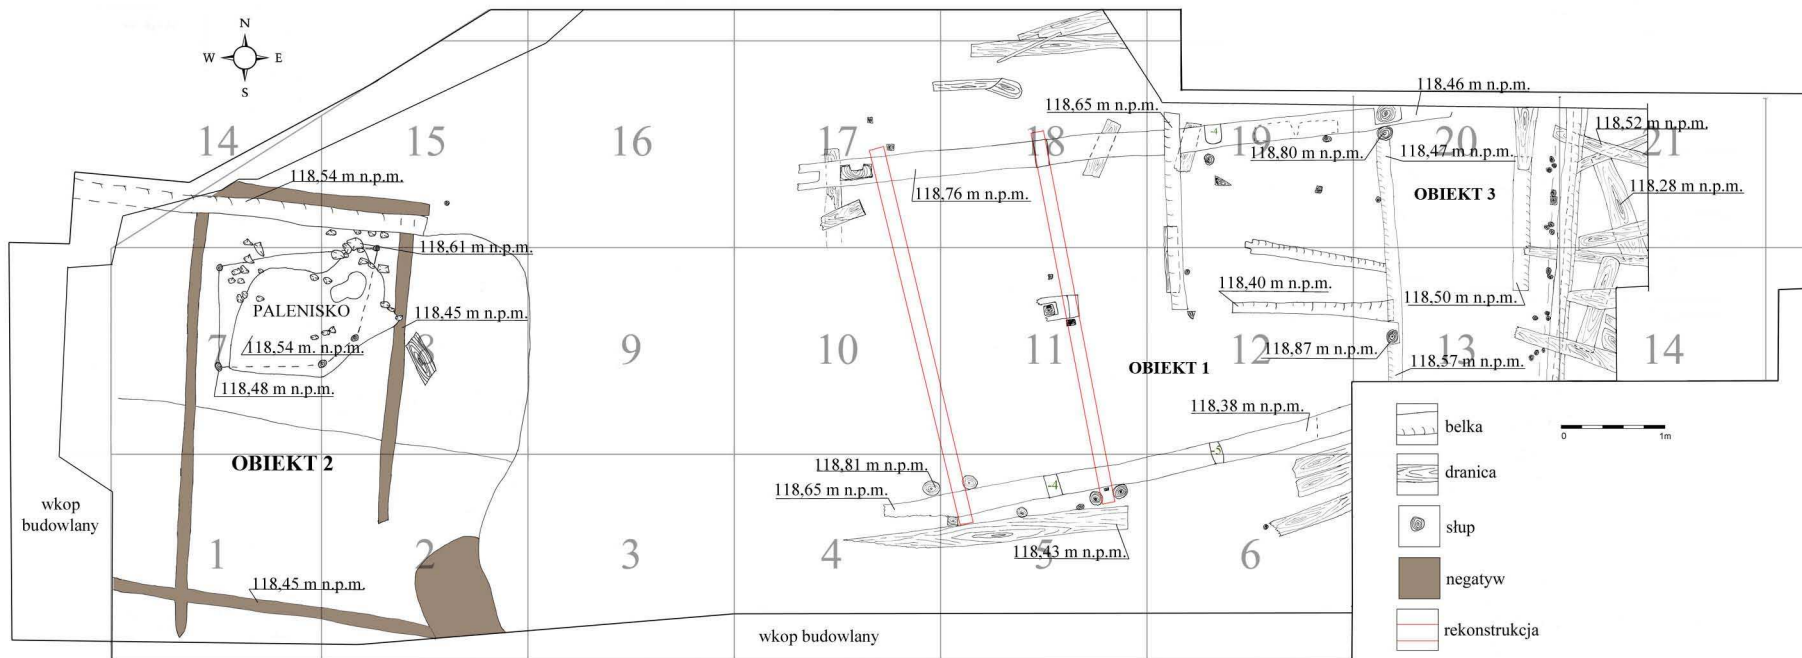 N
W E
S
118,46 m n.p.m.
118,65 m n.p.m.
14
15
16
17
18
19
20
21
118,52 m n.p.m.
118,80 m n.p.m.
118,47 m n.p.m.
118,54 m n.p.m.
118,76 m n.p.m.
OBIEKT 3
118,28 m n.p.m.
118,61 m n.p.m.
PALENISKO
118,40 m n.p.m.
118,50 m n.p.m.
118,45 m n.p.m.
118,54 m n.p.m.
7
8
9
10
11
12
13
14
118,87 m n.p.m.
118,57 m n.p.m.
OBIEKT 1
118,48 m n.p.m.
118,38 m n.p.m.
belka
1m
OBIEKT 2
118,81 m n.p.m.
118,65 m n.p.m.
-4
-5
dranica
wkop
budowlany
słup
1
2
3
4
5
6
118,43 m n.p.m.
118,45 m n.p.m.
negatyw
wkop budowlany
rekonstrukcja